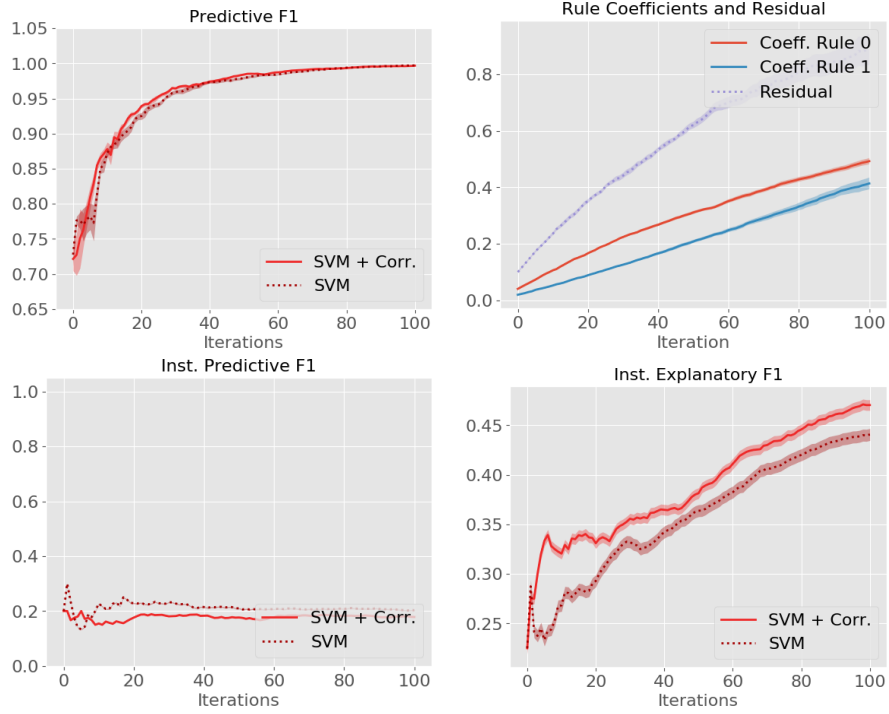 Predictive F1
1.05
1.00
0.95
0.90
0.85
0.80
0.75
0.70
0.65
SVM + Corr.
SVM
0 20 40 60 80 100
Iterations
Rule Coefficients and Residual
0.8
0.6
0.4
0.2
0.0
Coeff. Rule 0
Coeff. Rule 1
Residual
0 20 40 60 80 100
Iteration
Inst. Predictive F1
1.0
0.8
0.6
0.4
0.2
0.0
SVM + Corr.
SVM
0 20 40 60 80 100
Iterations
Inst. Explanatory F1
0.45
0.40
0.35
0.30
0.25
SVM + Corr.
SVM
0 20 40 60 80 100
Iterations